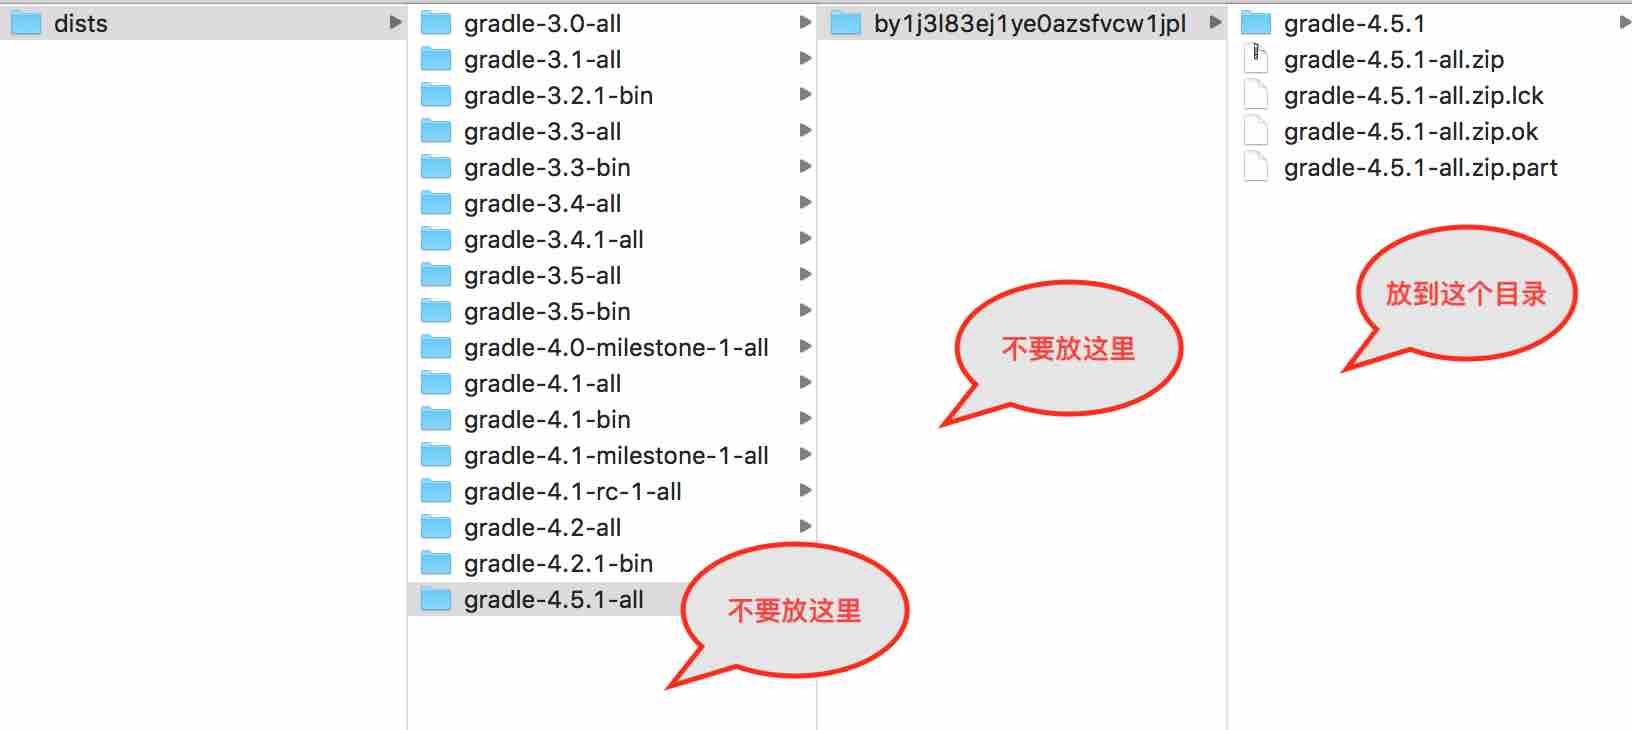 dists
gradle-3.0-all
gradle-3.1-all
gradle-3.2.1-bin
gradle-3.3-all
gradle-3.3-bin
gradle-3.4-all
gradle-3.4.1-all
gradle-3.5-all
gradle-3.5-bin
gradle-4.0-milestone-1-all
gradle-4.1-all
gradle-4.1-bin
gradle-4.1-milestone-1-all
gradle-4.1-rc-1-all
gradle-4.2-all
gradle-4.2.1-bin
gradle-4.5.1-all
不要放这里
by1j3l83ej1ye0azsfvcw1jpl
不要放这里
gradle-4.5.1
gradle-4.5.1-all.zip
gradle-4.5.1-all.zip.lck
gradle-4.5.1-all.zip.ok
gradle-4.5.1-all.zip.part
放到这个目录